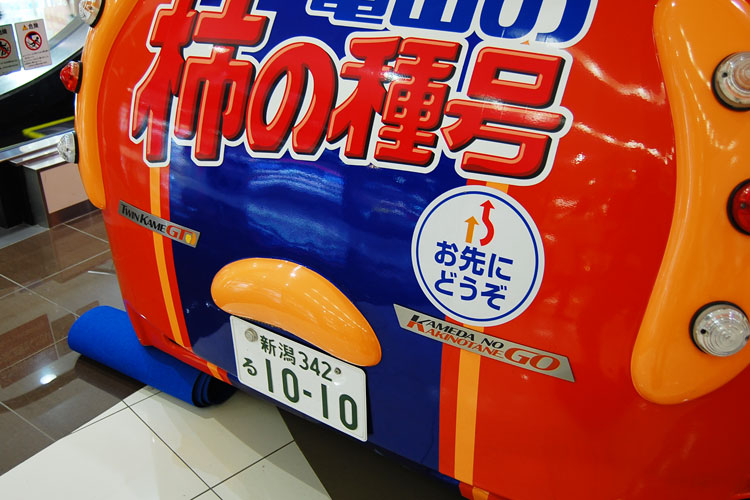 亀田の
柿の種号
TWIN KAME GT
お先に
どうぞ
KAMEDA NO
KAKINOTANE GO
新潟 342
る 10-10